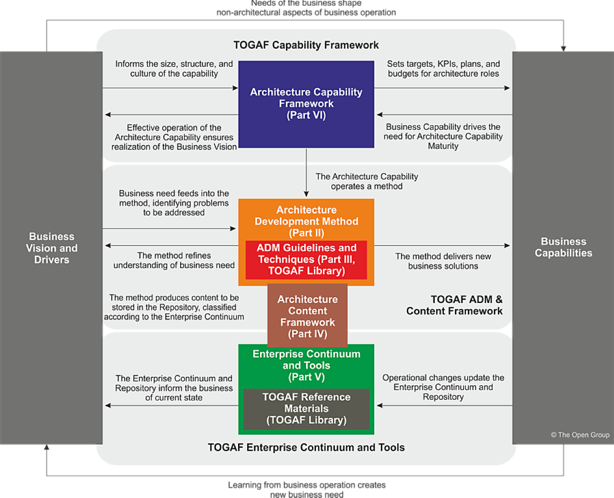 Needs of the business shape
non-architectural aspects of business operation
TOGAF Capability Framework
Informs the size, structure, and
culture of the capability
Effective operation of the
Architecture Capability ensures
realization of the Business Vision
Architecture Capability
Framework
(Part VI)
Sets targets, KPIs, plans, and
budgets for architecture roles
Business Capability drives the
need for Architecture Capability
Maturity
The Architecture Capability
operates a method
Business need feeds into the
method, identifying problems
to be addressed
Business
Vision and
Drivers
The method refines
understanding of business need
Architecture
Development Method
(Part II)
ADM Guidelines and
Techniques (Part III,
TOGAF Library)
The method delivers new
business solutions
Business
Capabilities
The method produces content to be
stored in the Repository, classified
according to the Enterprise Continuum
Architecture
Content
Framework
(Part IV)
TOGAF ADM &
Content Framework
The Enterprise Continuum and
Repository inform the business
of current state
Enterprise Continuum
and Tools
(Part V)
TOGAF Reference
Materials
(TOGAF Library)
Operational changes update the
Enterprise Continuum and
Repository
TOGAF Enterprise Continuum and Tools
© The Open Group
Learning from business operation creates
new business need